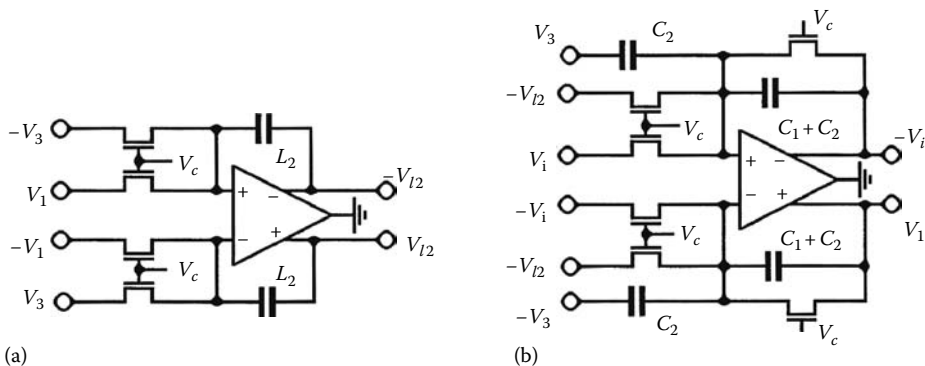 -V3
V1
Vc
L2
+ -
-Vl2
-V1
V3
Vc
- +
L2
Vl2
(a)
V3
C2
Vc
-Vl2
Vi
Vc
C1 + C2
+ -
-Vi
-Vi
-Vl2
Vc
- +
C1 + C2
V1
-V3
C2
Vc
(b)